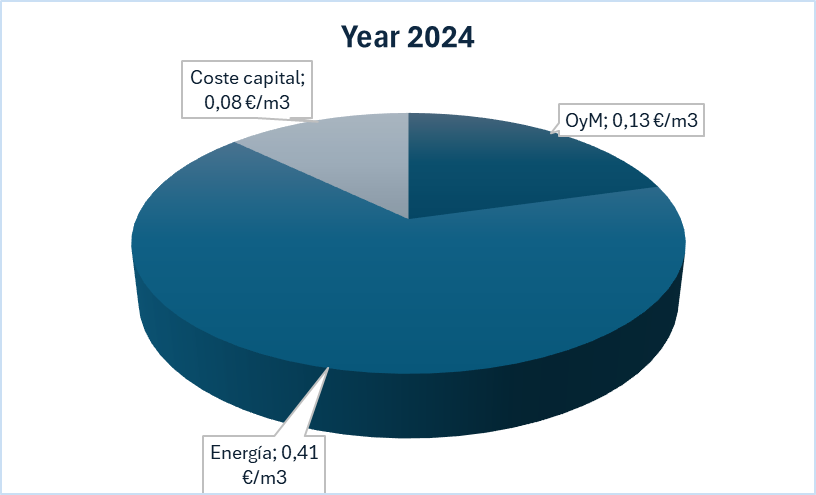 Year 2024
Coste capital;
0,08 €/m3
OyM; 0,13 €/m3
Energía; 0,41
€/m3